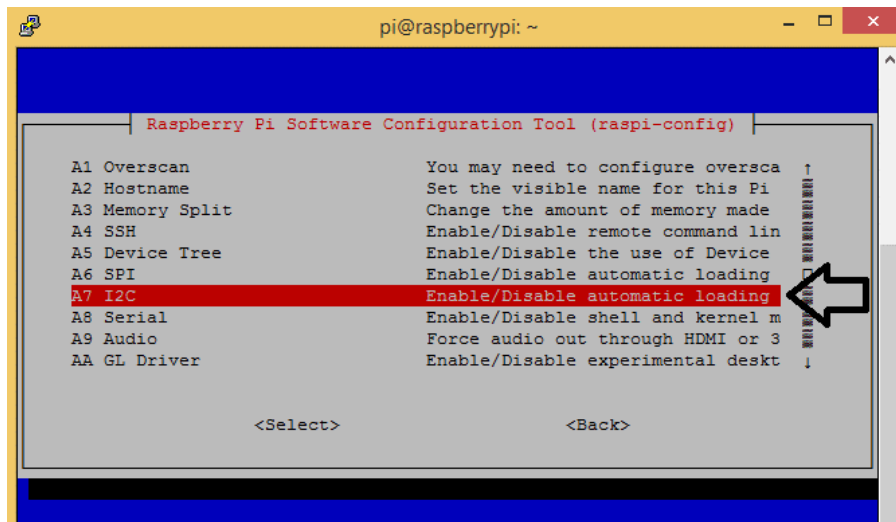 pi@raspberrypi: ~
Raspberry Pi Software Configuration Tool (raspi-config)
A1 Overscan You may need to configure oversca
A2 Hostname Set the visible name for this Pi
A3 Memory Split Change the amount of memory made
A4 SSH Enable/Disable remote command lin
A5 Device Tree Enable/Disable the use of Device
A6 SPI Enable/Disable automatic loading
A7 I2C Enable/Disable automatic loading
A8 Serial Enable/Disable shell and kernel m
A9 Audio Force audio out through HDMI or 3
AA GL Driver Enable/Disable experimental deskt
<Select> <Back>